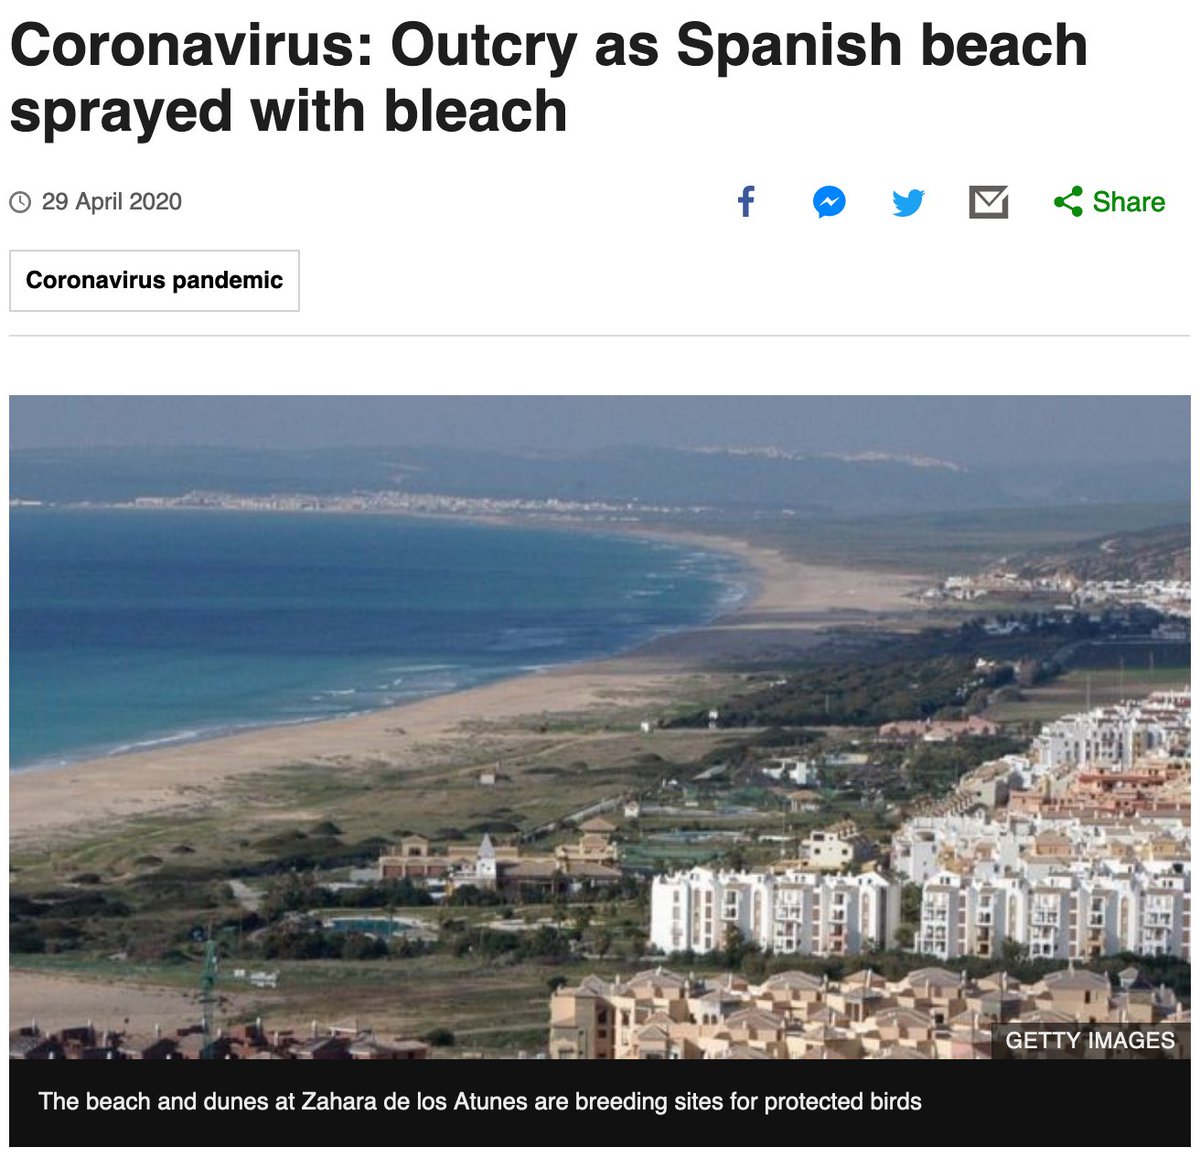 Coronavirus: Outcry as Spanish beach
sprayed with bleach
29 April 2020
Share
Coronavirus pandemic
GETTY IMAGES
The beach and dunes at Zahara de los Atunes are breeding sites for protected birds